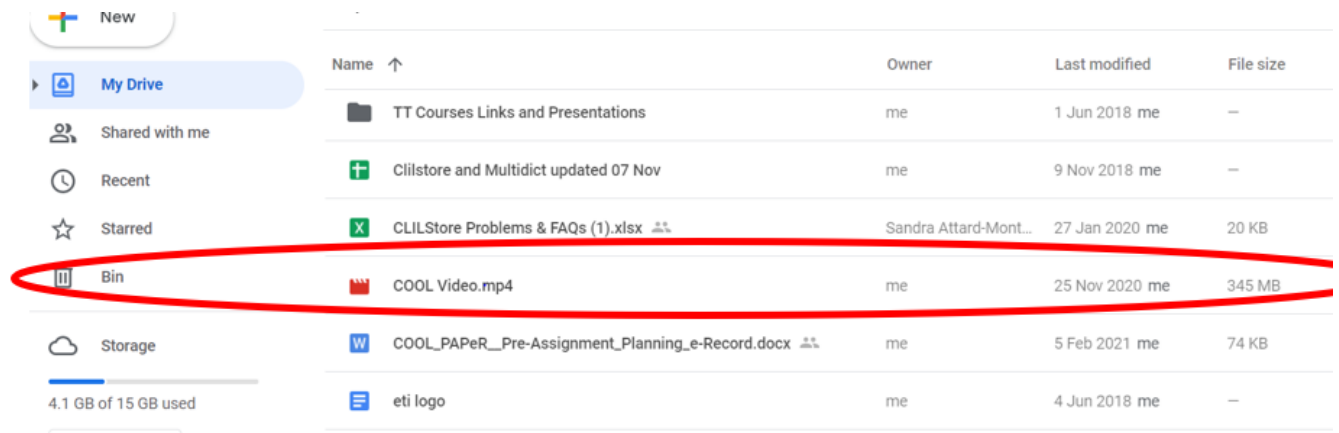 New
My Drive
Shared with me
Recent
Starred
Bin
Storage
4.1 GB of 15 GB used
Name Owner Last modified File size
TT Courses Links and Presentations me 1 Jun 2018 me –
Clilstore and Multidict updated 07 Nov me 9 Nov 2018 me –
CLILStore Problems & FAQs (1).xlsx Sandra Attard-Mont... 27 Jan 2020 me 20 KB
COOL Video.mp4 me 25 Nov 2020 me 345 MB
COOL_PAPeR__Pre-Assignment_Planning_e-Record.docx me 5 Feb 2021 me 74 KB
eti logo me 4 Jun 2018 me –